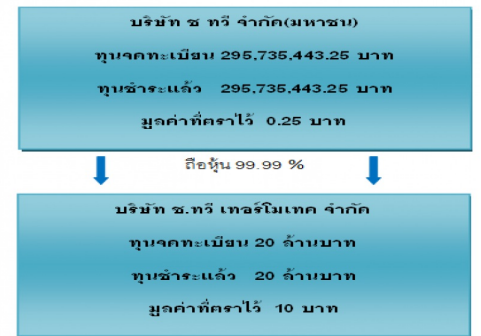 บริษัท ช ทวี จำกัด(มหาชน)
ทุนจดทะเบียน 295,735,443.25 บาท
ทุนชำระแล้ว 295,735,443.25 บาท
มูลค่าที่ตราไว้ 0.25 บาท
ถือหุ้น 99.99 %
บริษัท ช.ทวี เทอร์โมเทค จำกัด
ทุนจดทะเบียน 20 ล้านบาท
ทุนชำระแล้ว 20 ล้านบาท
มูลค่าที่ตราไว้ 10 บาท